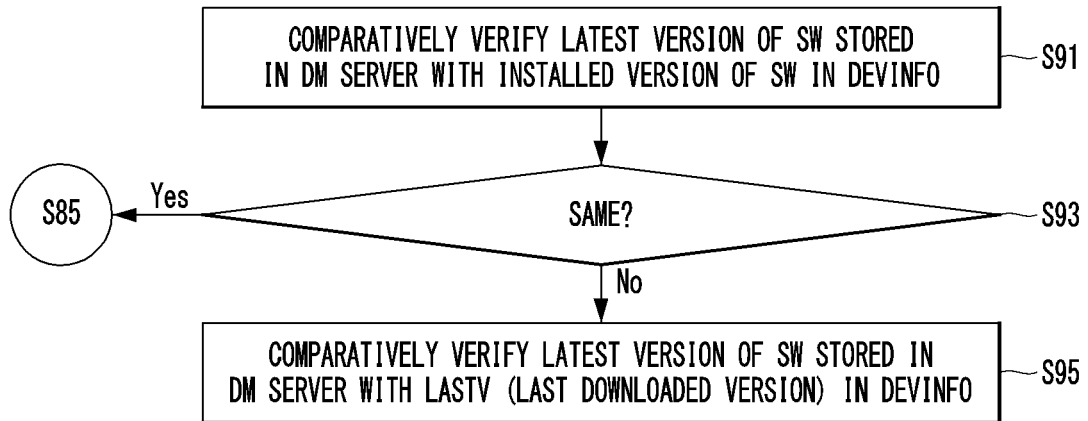 COMPARATIVELY VERIFY LATEST VERSION OF SW STORED
IN DM SERVER WITH INSTALLED VERSION OF SW IN DEVINFO
S91
Yes
S85
SAME?
S93
No
COMPARATIVELY VERIFY LATEST VERSION OF SW STORED IN
DM SERVER WITH LASTV (LAST DOWNLOADED VERSION) IN DEVINFO
S95